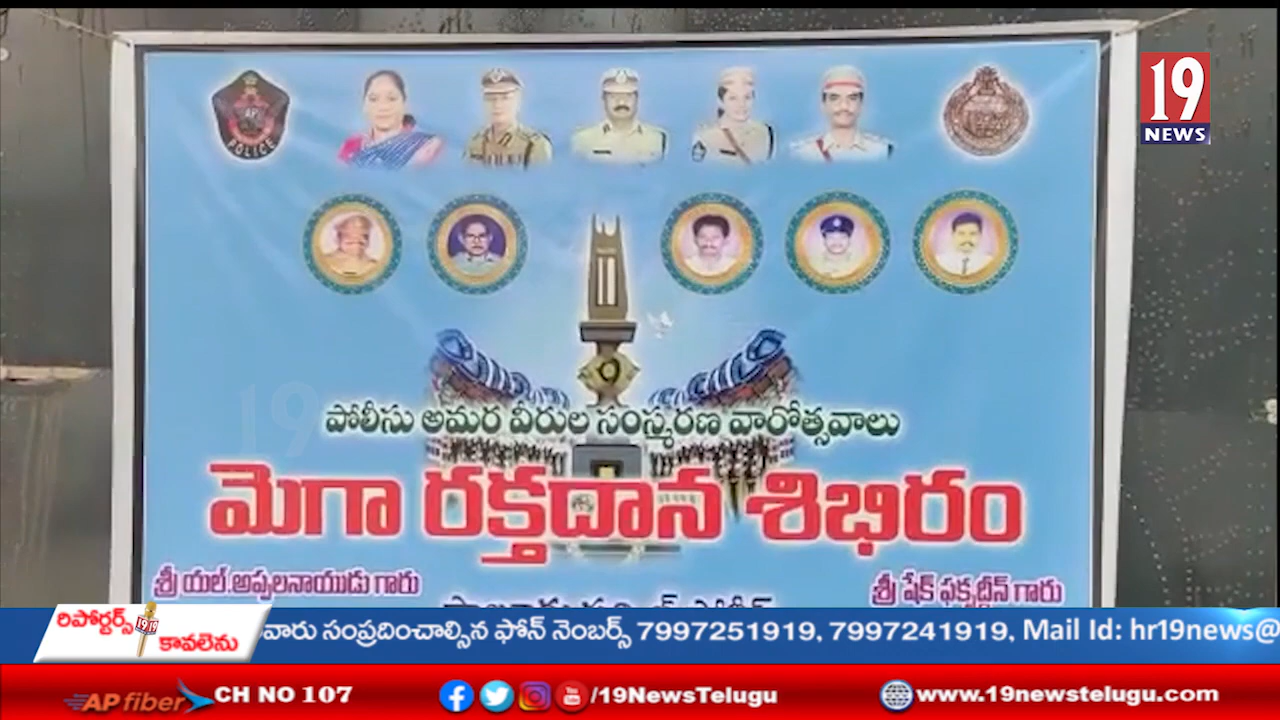 19
NEWS
POLICE
పోలీసు అమర వీరుల సంస్మరణ వారోత్సవాలు
మెగా రక్తదాన శిబిరం
శ్రీ యల్.అప్పలనాయుడు గారు
శ్రీ షేక్ ఫకృద్దీన్ గారు
రిపోర్టర్స్ కావలెను
వారు సంప్రదించాల్సిన ఫోన్ నెంబర్స్ 7997251919, 7997241919, Mail Id: hr19news@
AP fiber CH NO 107 /19NewsTelugu www.19newstelugu.com